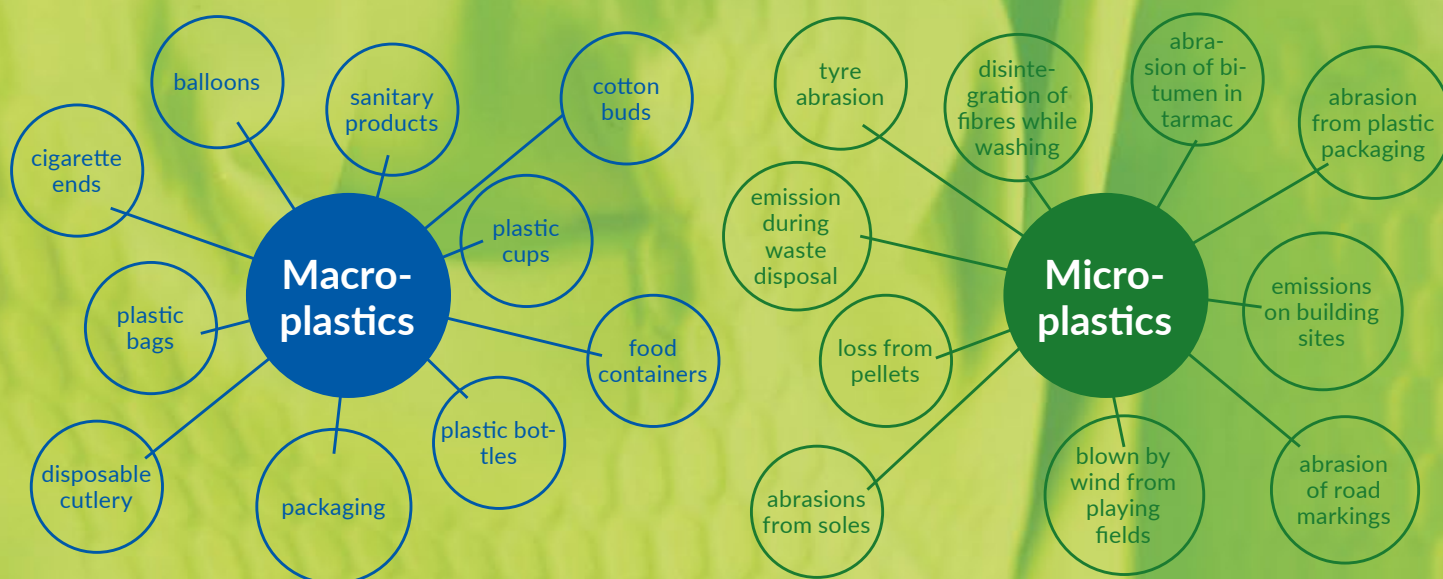 balloons
sanitary
products
cotton
buds
cigarette
ends
plastic
cups
Macro-
plastics
plastic
bags
food
containers
plastic bot-
tles
disposable
cutlery
packaging
tyre
abrasion
disinte-
gration of
fibres while
washing
abra-
sion of bi-
tumen in
tarmac
abrasion
from plastic
packaging
emission
during
waste
disposal
Micro-
plastics
emissions
on building
sites
loss from
pellets
abrasions
from soles
blown by
wind from
playing
fields
abrasion
of road
markings